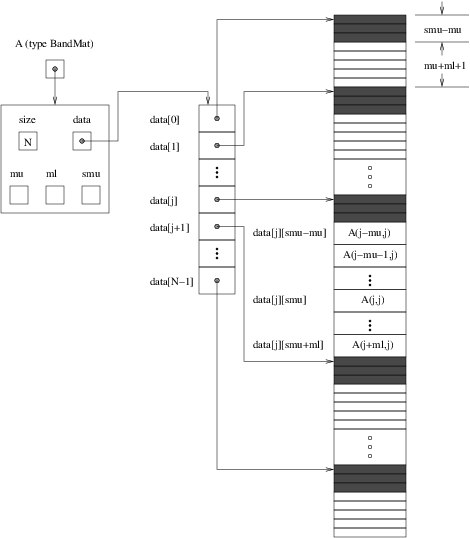 A (type BandMat)
size data
N
mu ml smu
data[0]
data[1]
data[j]
data[j+1]
data[N−1]
smu−mu
mu+ml+1
data[j][smu−mu] A(j−mu,j)
A(j−mu−1,j)
data[j][smu] A(j,j)
data[j][smu+ml] A(j+ml,j)